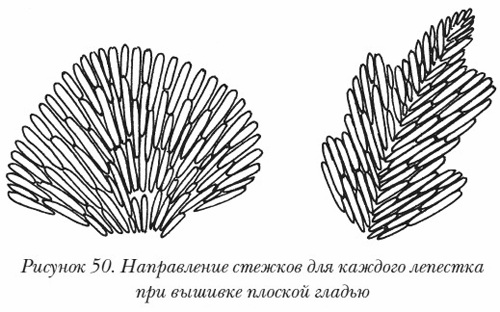 Рисунок 50. Направление стежков для каждого лепестка
при вышивке плоской гладью